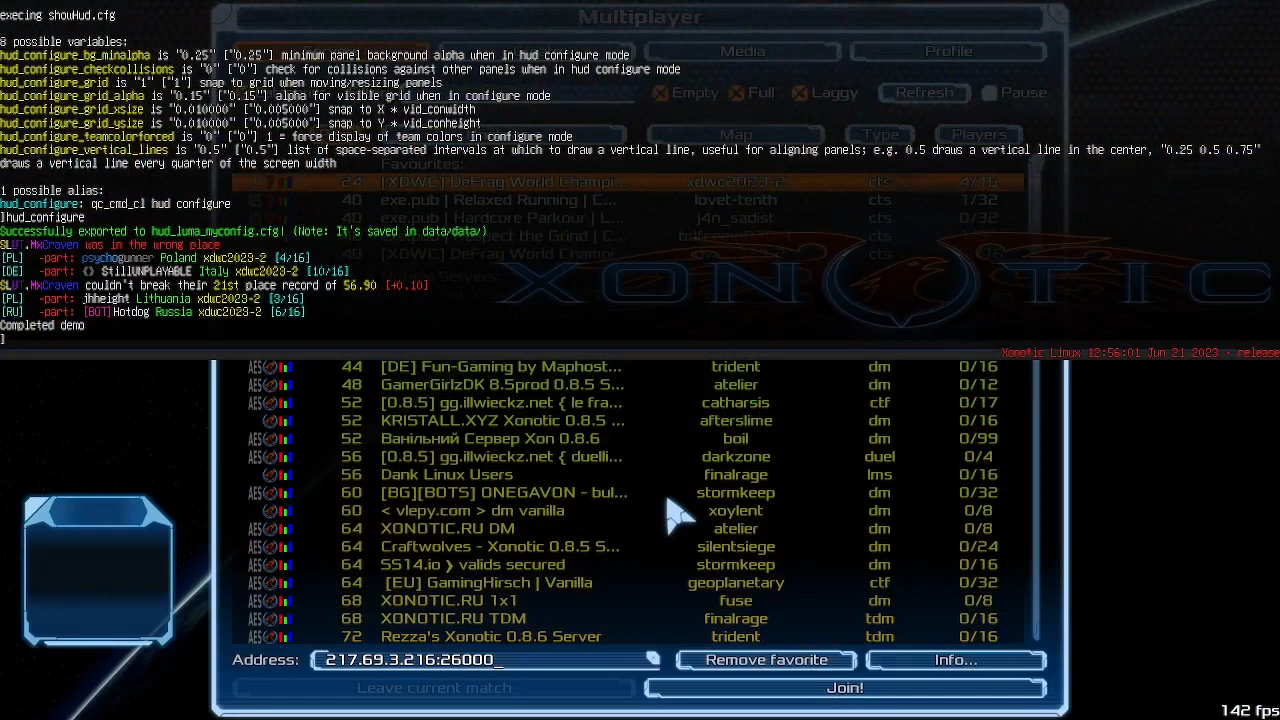 execing showHud.cfg
8 possible variables:
hud_configure_bg_minalpha is "0.25" ["0.25"] minimum panel background alpha when in hud configure mode
hud_configure_checkcollisions is "0" ["0"] check for collisions against other panels when in hud configure mode
hud_configure_grid is "1" ["1"] snap to grid when moving/resizing panels
hud_configure_grid_alpha is "0.15" ["0.15"] alpha for visible grid when in configure mode
hud_configure_grid_xsize is "0.010000" ["0.005000"] snap to X * vid_conwidth
hud_configure_grid_ysize is "0.010000" ["0.005000"] snap to Y * vid_conheight
hud_configure_teamcolorforced is "0" ["0"] 1 = force display of team colors in configure mode
hud_configure_vertical_lines is "0.5" ["0.5"] list of space-separated intervals at which to draw a vertical line, useful for aligning panels; e.g. 0.5 draws a vertical line in the center, "0.25 0.5 0.75"
draws a vertical line every quarter of the screen width
1 possible alias:
hud_configure: qc_cmd_cl hud configure
]hud_configure
Successfully exported to hud_luma_myconfig.cfg! (Note: It's saved in data/data/)
SLUT.MxCraven was in the wrong place
[PL] -part: psychogunner Poland xdwc2023-2 [4/16]
[DE] -part: () StillUNPLAYABLE Italy xdwc2023-2 [10/16]
SLUT.MxCraven couldn't break their 21st place record of 56.90 [+0.10]
[PL] -part: jhheight Lithuania xdwc2023-2 [3/16]
[RU] -part: [BOT]Hotdog Russia xdwc2023-2 [6/16]
Completed demo
]
Xonotic Linux 12:56:01 Jun 21 2023 - release
Multiplayer
Media
Profile
Empty Full Laggy Refresh Pause
Map Type Players
Favourites:
24 [XDWC] DeFrag World Champi... xdwc2023-2 cts 4/16
40 exe.pub | Relaxed Running | C... lovet-tenth cts 1/32
40 exe.pub | Hardcore Parkour, L... j4n_sadist cts 0/32
XONOTIC
AES 44 [DE] Fun-Gaming by Maphost... trident dm 0/16
AES 48 GamerGirlzDK 8.5prod 0.8.5 S... atelier dm 0/12
AES 52 [0.8.5] gg.illwieckz.net { le fra... catharsis ctf 0/17
52 KRISTALL.XYZ Xonotic 0.8.5 ... afterslime dm 0/16
AES 52 Ванільний Сервер Xon 0.8.6 boil dm 0/99
AES 56 [0.8.5] gg.illwieckz.net { duelli... darkzone duel 0/4
56 Dank Linux Users finalrage lms 0/16
AES 60 [BG][BOTS] ONEGAVON - bul... stormkeep dm 0/32
60 < vlepy.com > dm vanilla xoylent dm 0/8
AES 64 XONOTIC.RU DM atelier dm 0/8
AES 64 Craftwolves - Xonotic 0.8.5 S... silentsiege dm 0/24
AES 64 SS14.io ❯ valids secured stormkeep dm 0/16
AES 64 [EU] GamingHirsch | Vanilla geoplanetary ctf 0/32
AES 68 XONOTIC.RU 1x1 fuse dm 0/8
AES 68 XONOTIC.RU TDM finalrage tdm 0/16
AES 72 Rezza's Xonotic 0.8.6 Server trident tdm 0/16
Address: 217.69.3.216:26000_ Remove favorite Info...
Leave current match Join!
142 fps